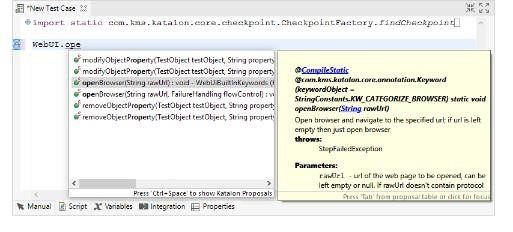 *New Test Case
import static com.kms.katalon.core.checkpoint.CheckpointFactory.findCheckpoint
WebUI.ope
modifyObjectProperty(TestObject testObject, String property
modifyObjectProperty(TestObject testObject, String property
openBrowser(String rawUrl) : void - WebUiBuiltInKeywords (
openBrowser(String rawUrl, FailureHandling flowControl) : v
removeObjectProperty(TestObject testObject, String property
removeObjectProperty(TestObject testObject, String property
Press 'Ctrl+Space' to show Katalon Proposals
@CompileStatic
@com.kms.katalon.core.annotation.Keyword
(keywordObject =
StringConstants.KW_CATEGORIZE_BROWSER) static void
openBrowser(String rawUrl)
Open browser and navigate to the specified url; if url is left
empty then just open browser
throws:
StepFailedException
Parameters:
rawUrl - url of the web page to be opened, can be
left empty or null. If rawUrl doesn't contain protocol
Press 'Tab' from proposal table or click for focus
Manual Script Variables Integration Properties